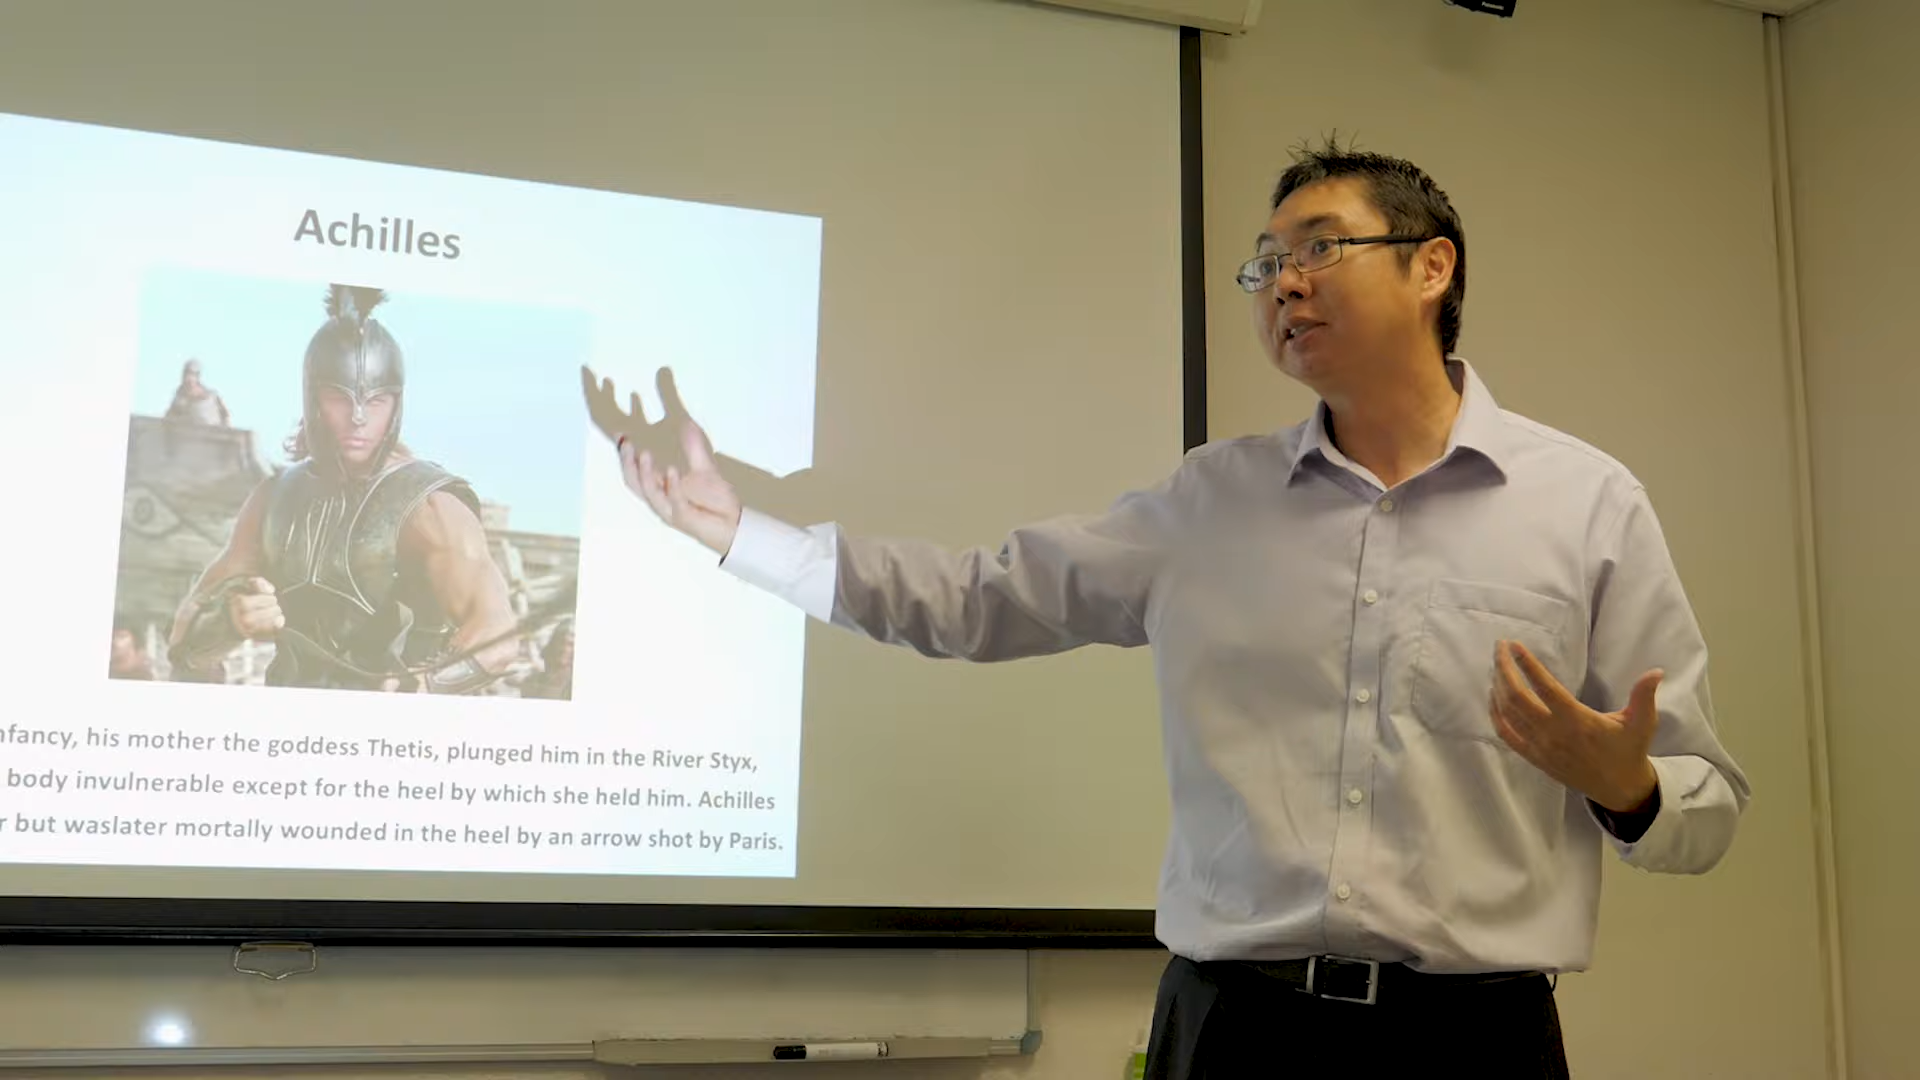 Achilles
nfancy, his mother the goddess Thetis, plunged him in the River Styx,
body invulnerable except for the heel by which she held him. Achilles
r but waslater mortally wounded in the heel by an arrow shot by Paris.
Panasonic